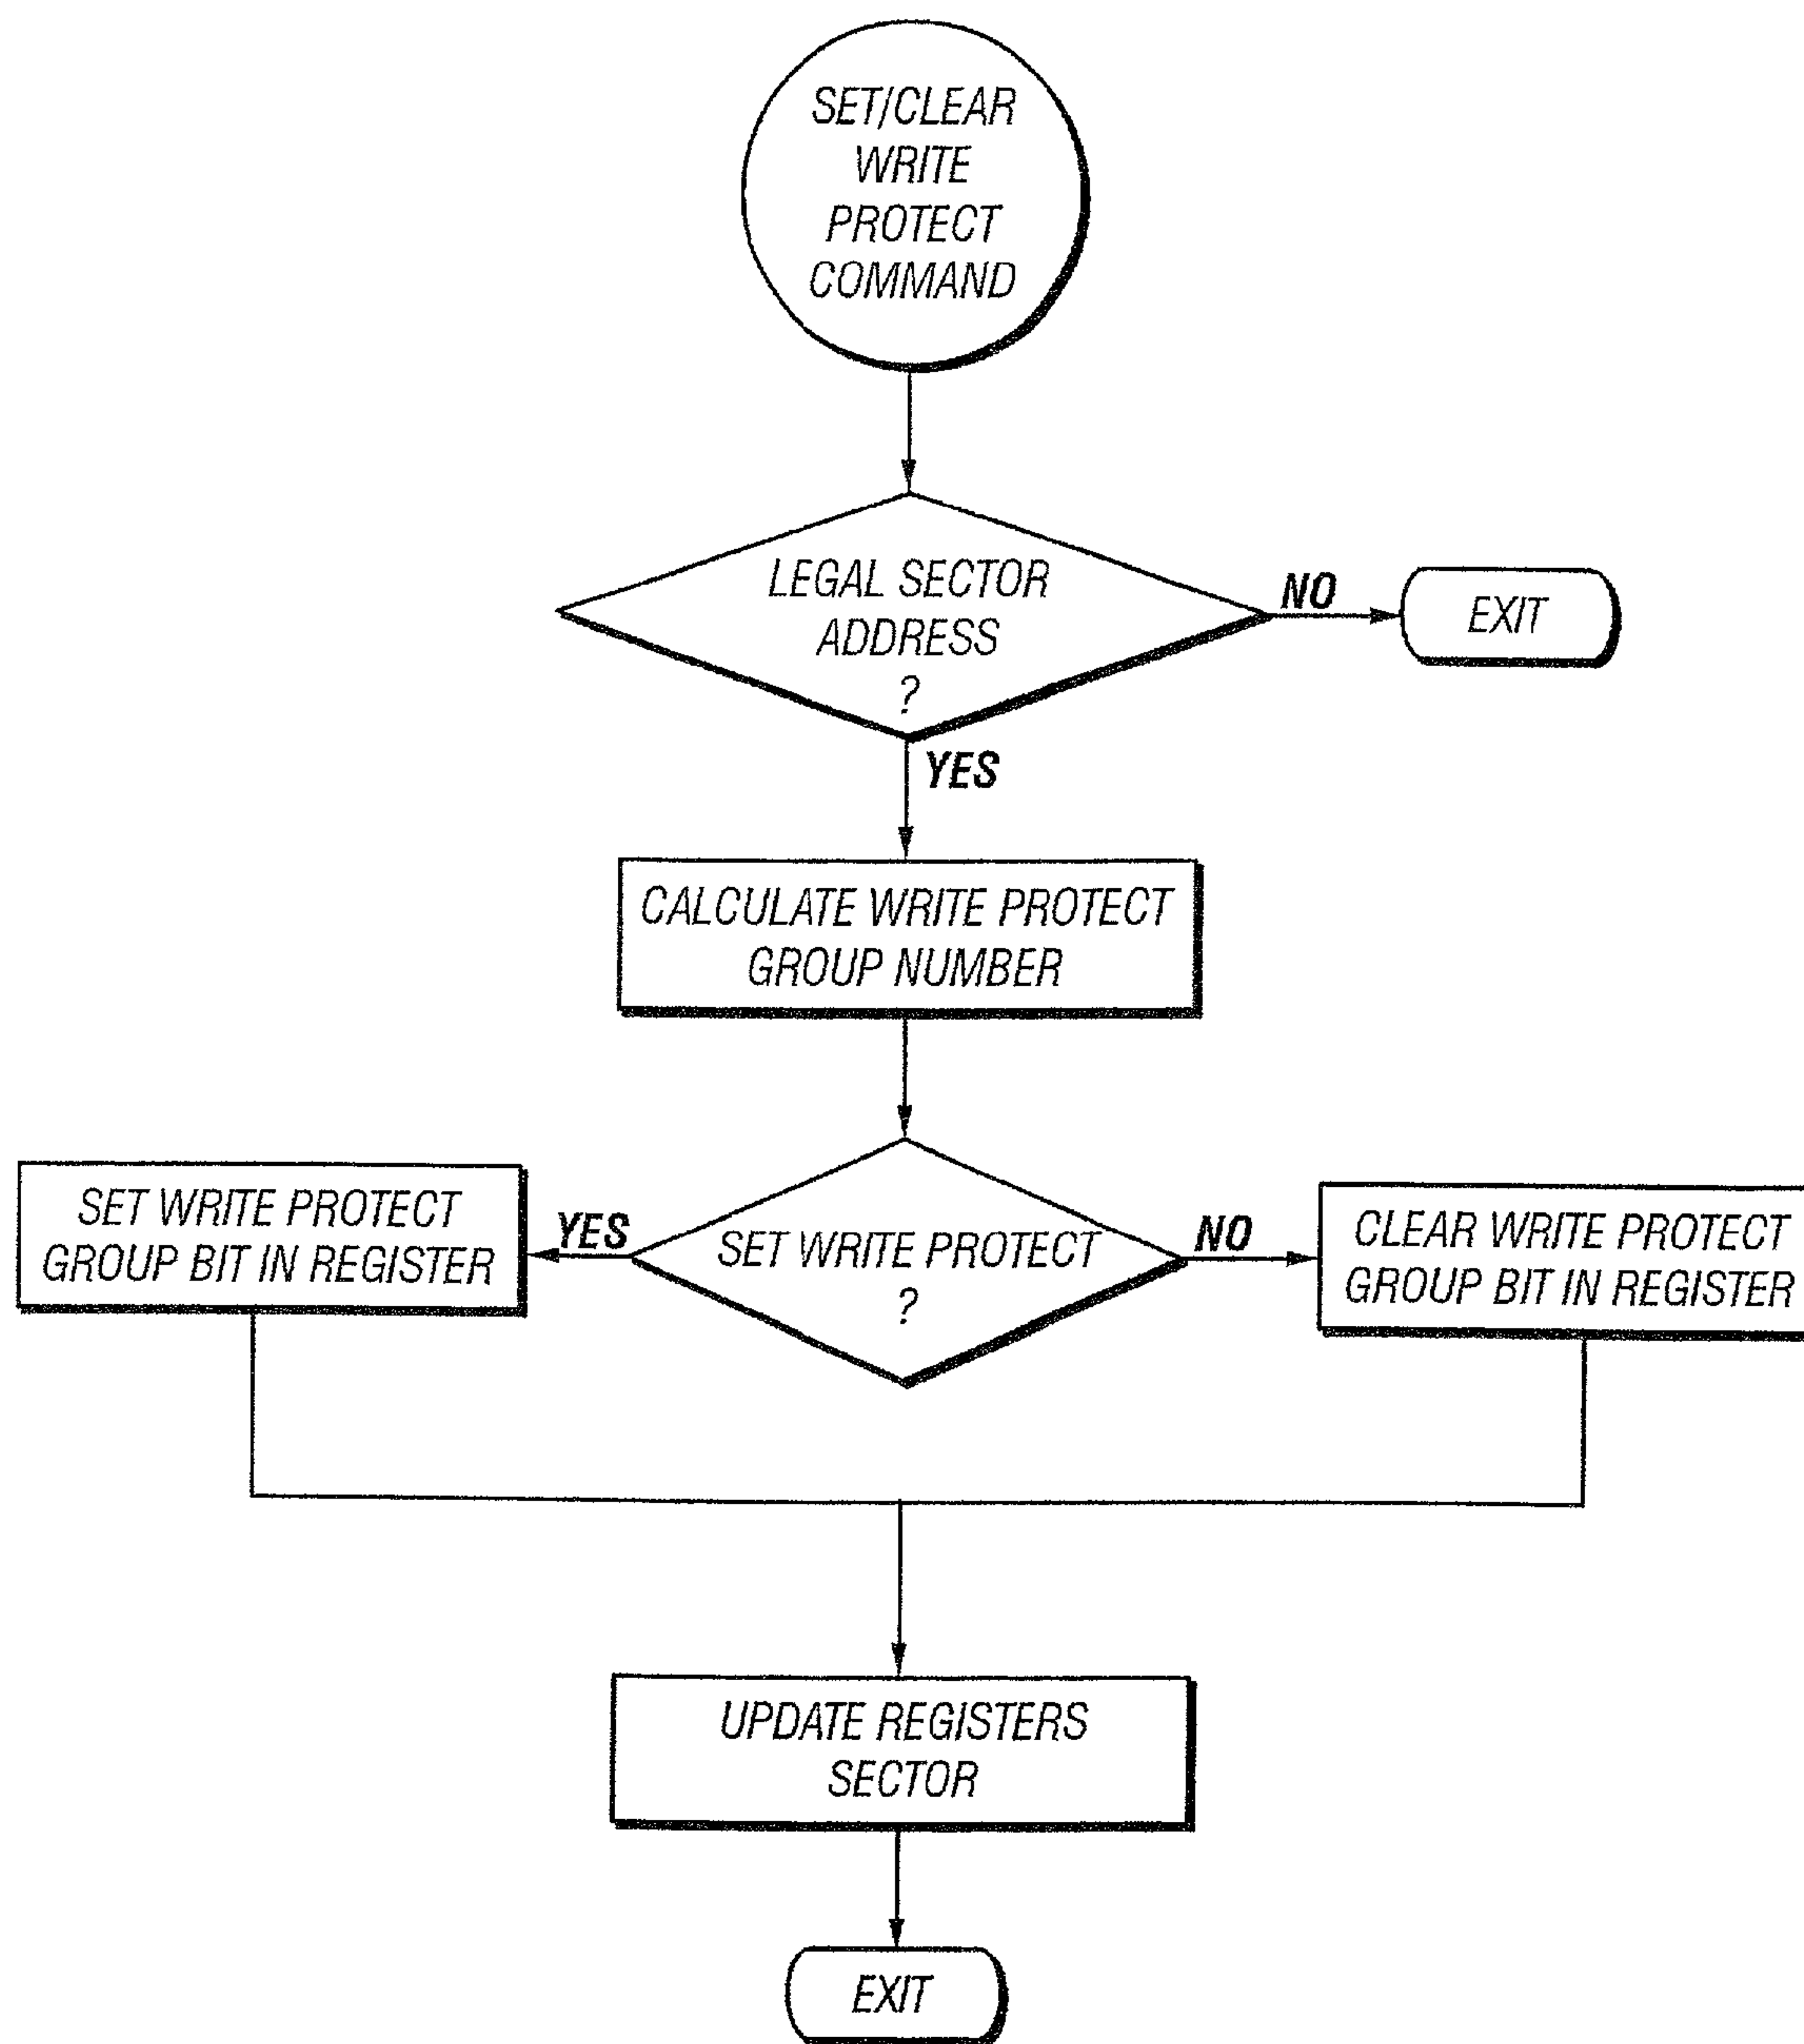 SET/CLEAR
WRITE
PROTECT
COMMAND
LEGAL SECTOR
ADDRESS
?
NO
EXIT
YES
CALCULATE WRITE PROTECT
GROUP NUMBER
SET WRITE PROTECT
GROUP BIT IN REGISTER
YES
SET WRITE PROTECT
?
NO
CLEAR WRITE PROTECT
GROUP BIT IN REGISTER
UPDATE REGISTERS
SECTOR
EXIT